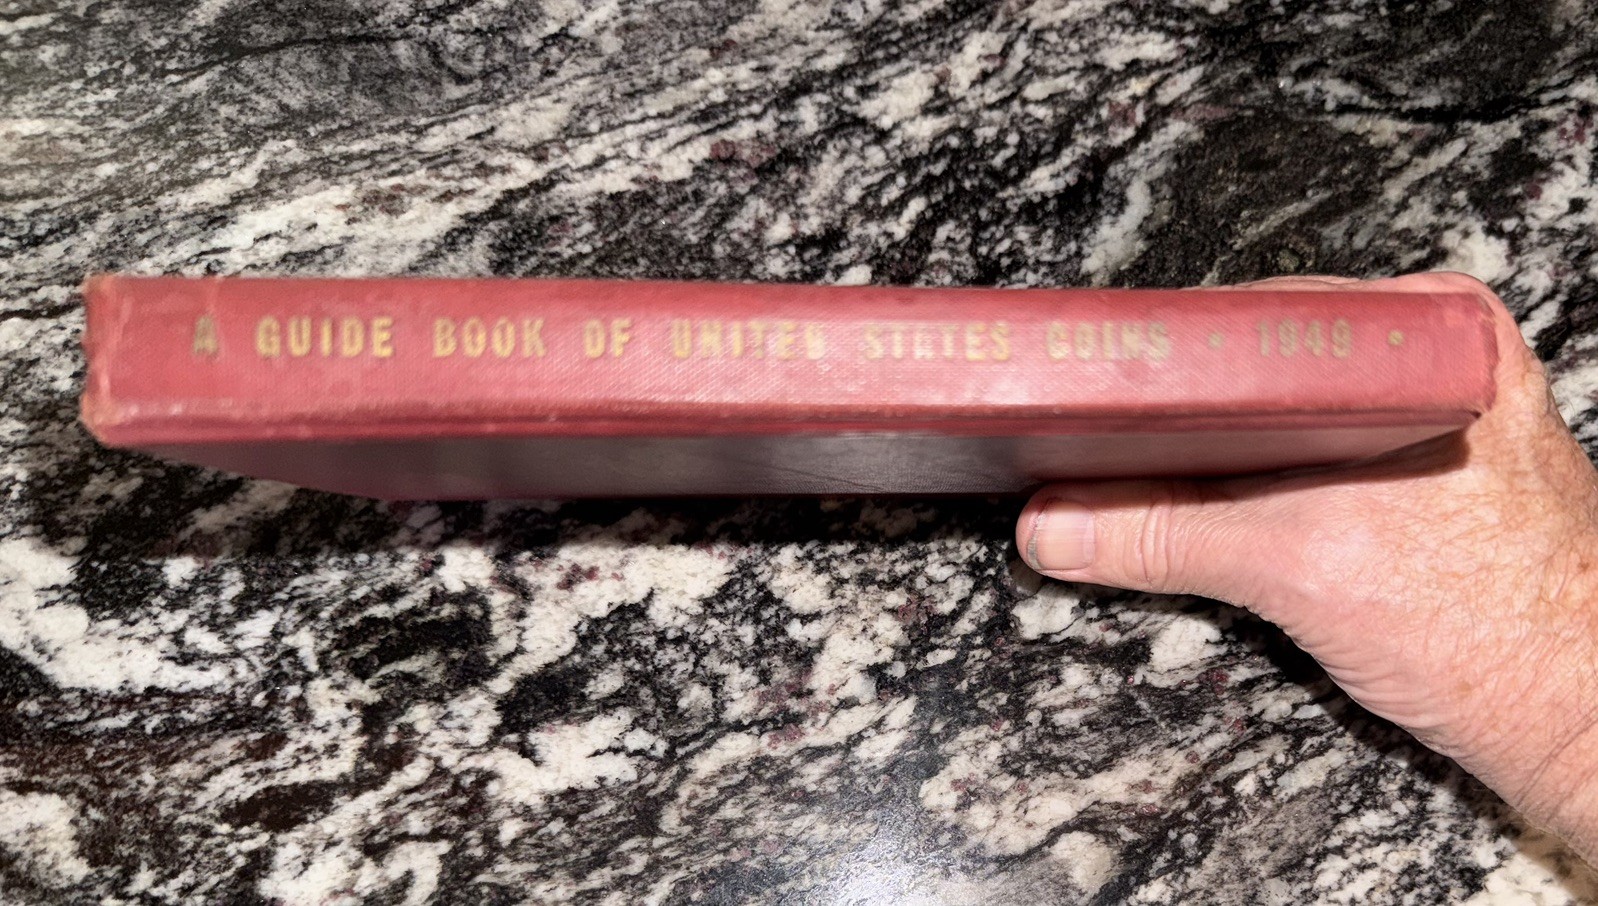 A GUIDE BOOK OF UNITED STATES COINS • 1949 •